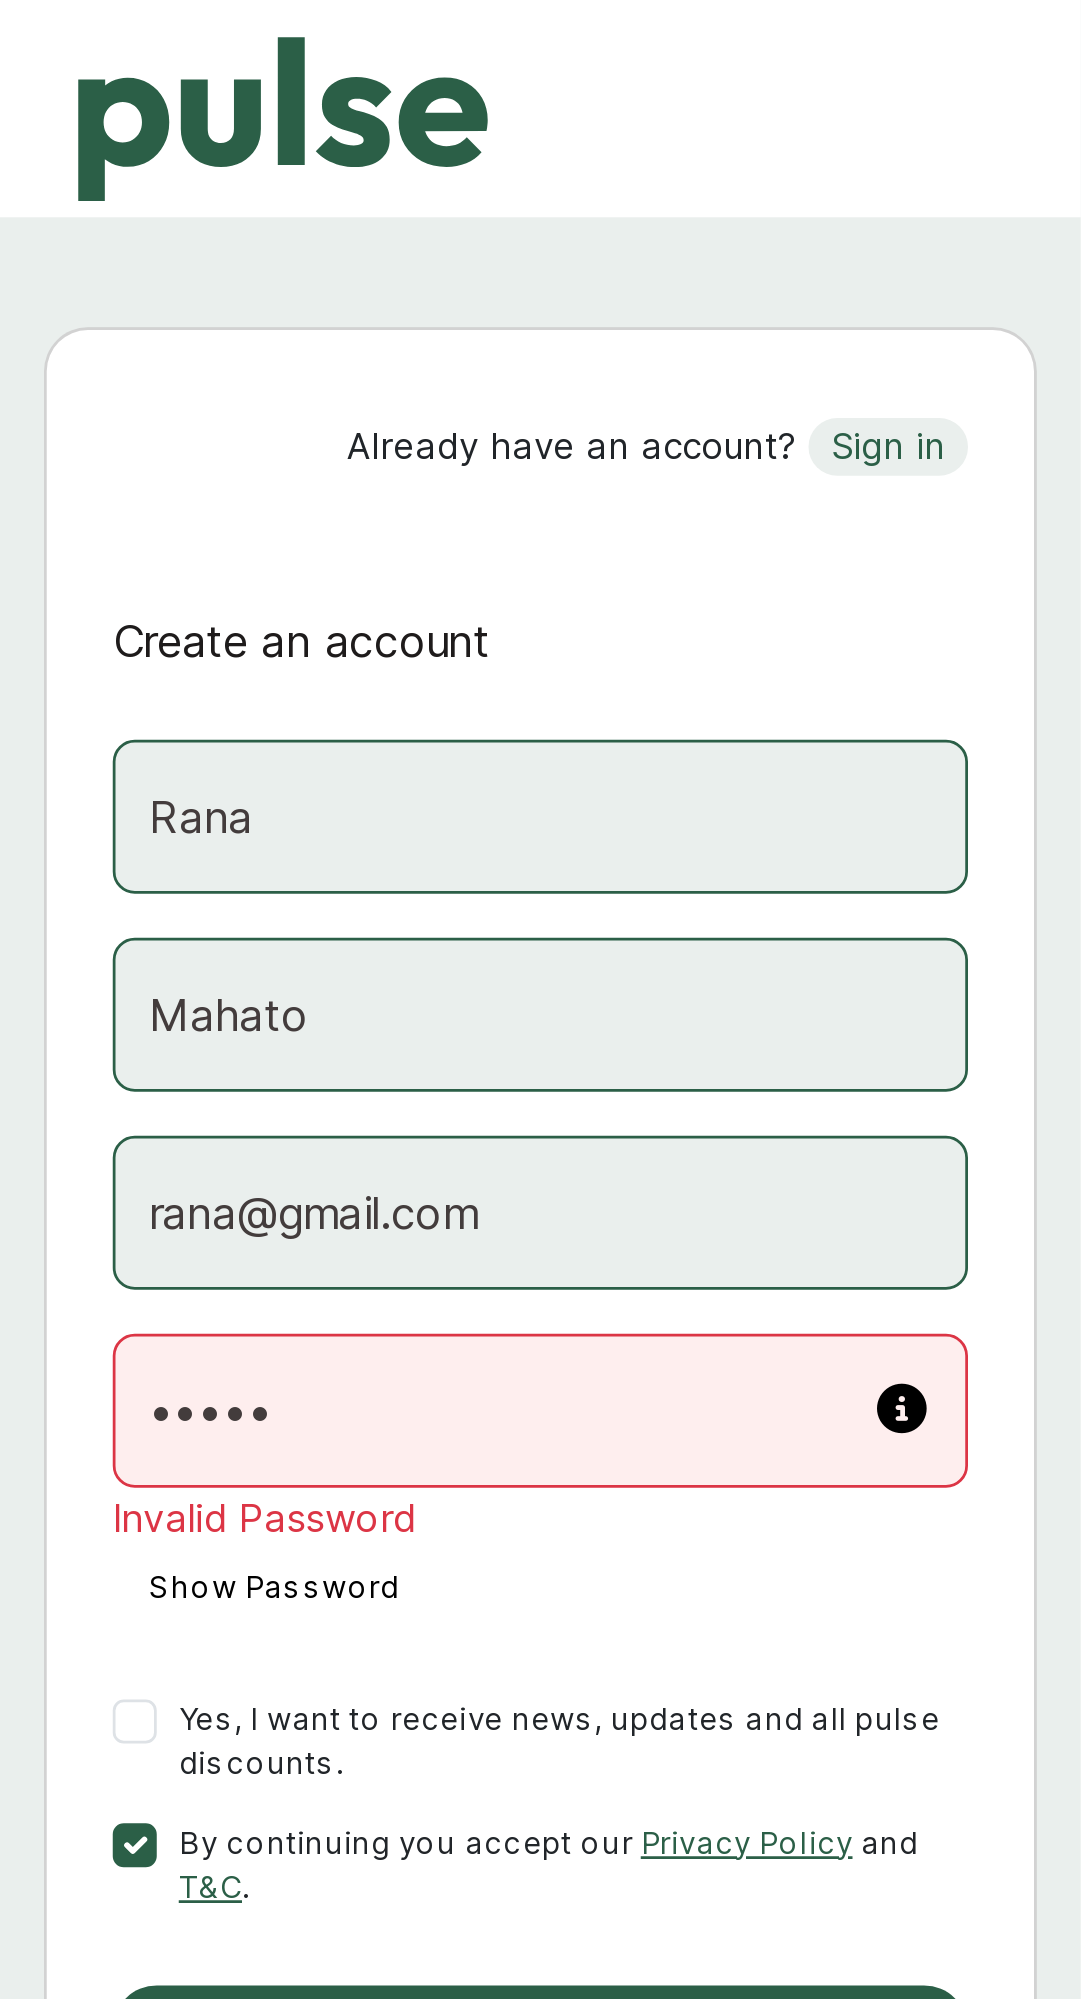 pulse
Already have an account? Sign in
Create an account
Rana
Mahato
rana@gmail.com
•••••
Invalid Password
Show Password
Yes, I want to receive news, updates and all pulse
discounts.
By continuing you accept our Privacy Policy and
T&C.